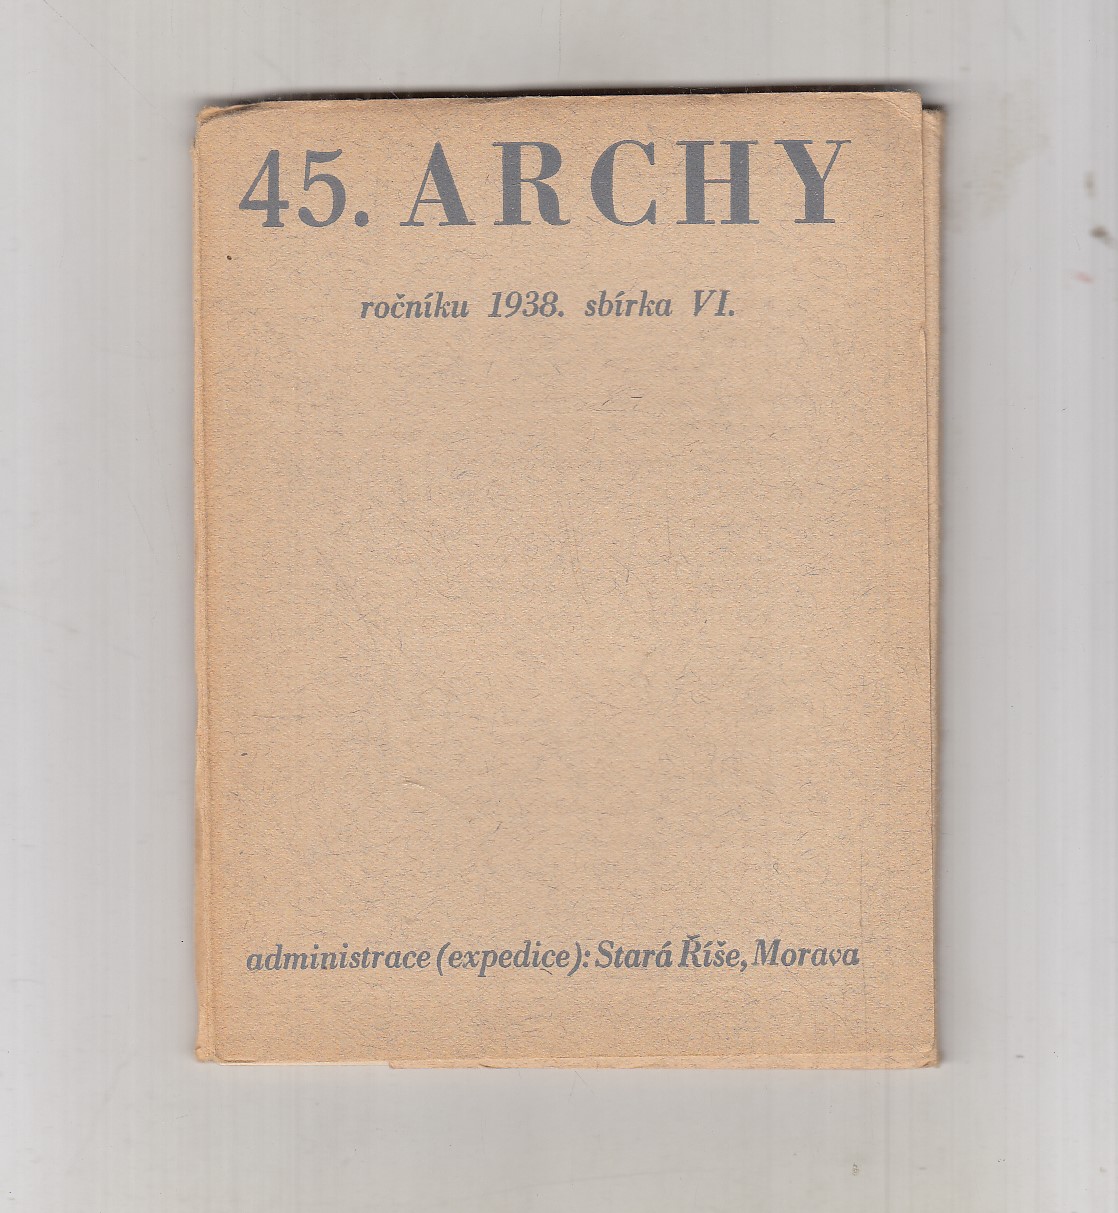 45. ARCHY
ročníku 1938. sbírka VI.
administrace (expedice): Stará Říše, Morava